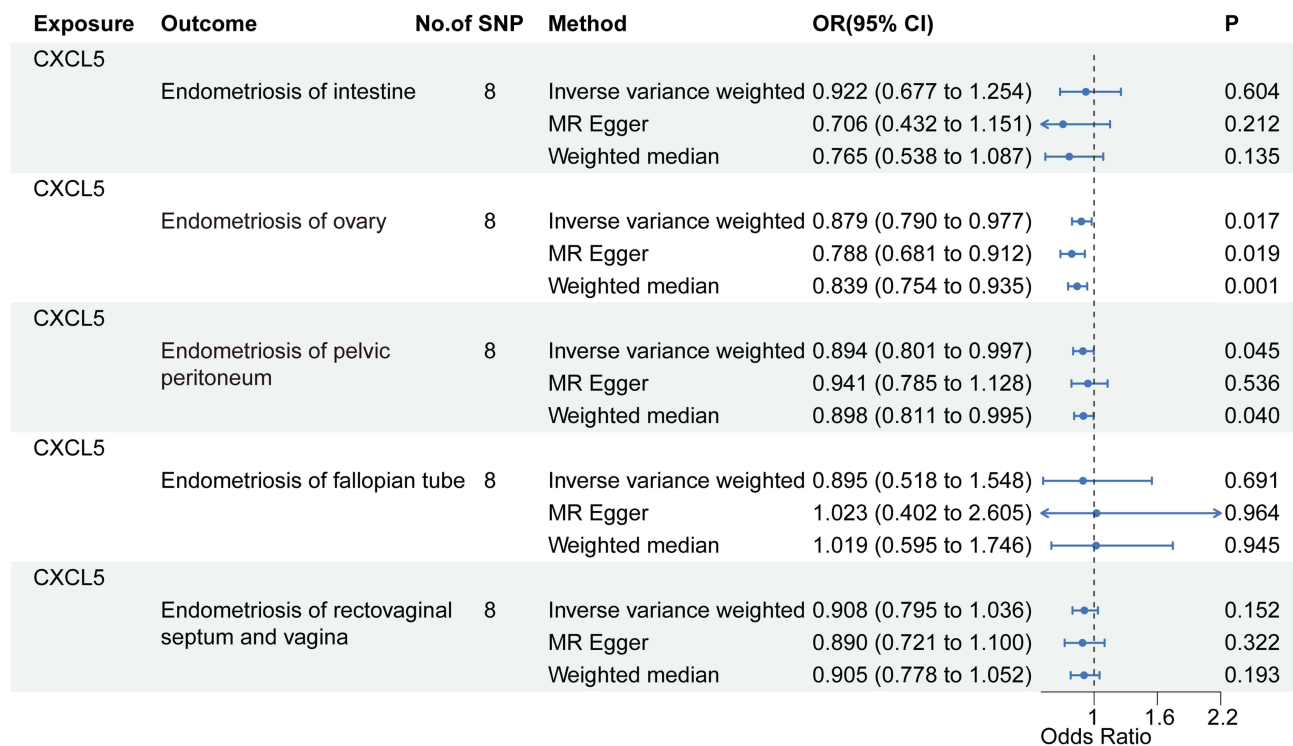 Exposure Outcome No.of SNP Method OR(95% CI) P
CXCL5
Endometriosis of intestine 8 Inverse variance weighted 0.922 (0.677 to 1.254) 0.604
MR Egger 0.706 (0.432 to 1.151) 0.212
Weighted median 0.765 (0.538 to 1.087) 0.135
CXCL5
Endometriosis of ovary 8 Inverse variance weighted 0.879 (0.790 to 0.977) 0.017
MR Egger 0.788 (0.681 to 0.912) 0.019
Weighted median 0.839 (0.754 to 0.935) 0.001
CXCL5
Endometriosis of pelvic 8 Inverse variance weighted 0.894 (0.801 to 0.997) 0.045
peritoneum MR Egger 0.941 (0.785 to 1.128) 0.536
Weighted median 0.898 (0.811 to 0.995) 0.040
CXCL5
Endometriosis of fallopian tube 8 Inverse variance weighted 0.895 (0.518 to 1.548) 0.691
MR Egger 1.023 (0.402 to 2.605) 0.964
Weighted median 1.019 (0.595 to 1.746) 0.945
CXCL5
Endometriosis of rectovaginal 8 Inverse variance weighted 0.908 (0.795 to 1.036) 0.152
septum and vagina MR Egger 0.890 (0.721 to 1.100) 0.322
Weighted median 0.905 (0.778 to 1.052) 0.193
1 1.6 2.2
Odds Ratio